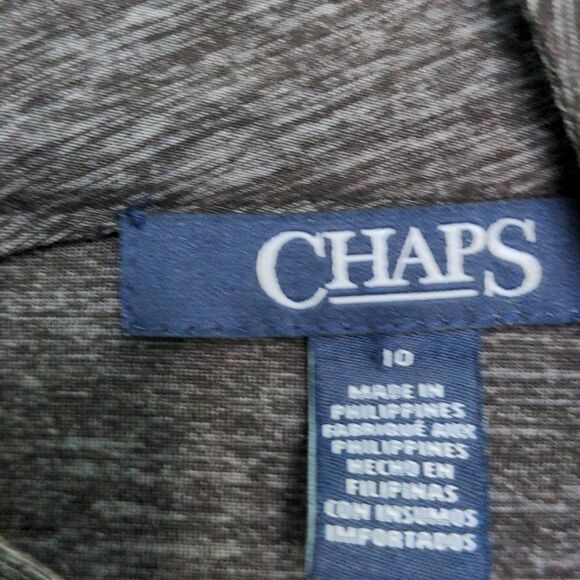 CHAPS
10
MADE IN
PHILIPPINES
FABRIQUÉ AUX
PHILIPPINES
HECHO EN
FILIPINAS
CON INSUMOS
IMPORTADOS